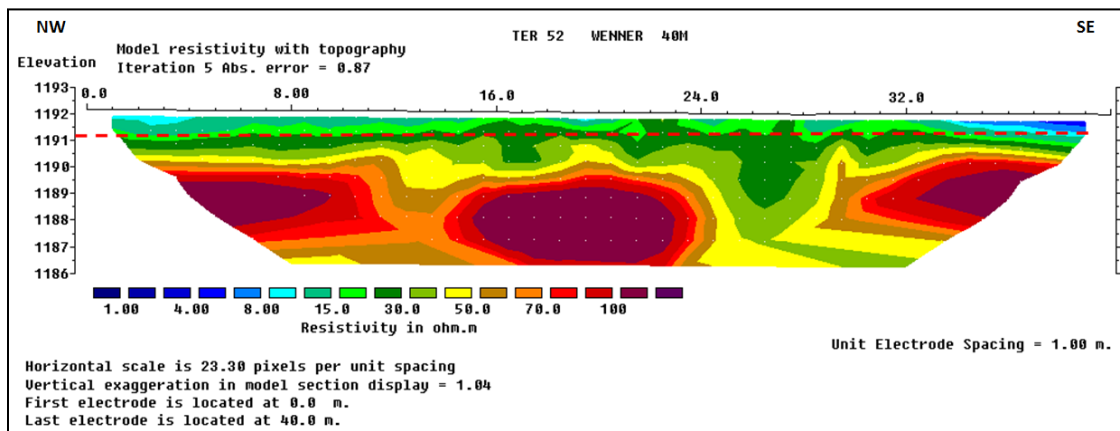 NW
SE
TER 52 WENNER 40M
Model resistivity with topography
Iteration 5 Abs. error = 0.87
Elevation
0.0 8.00 16.0 24.0 32.0
1193
1192
1191
1190
1189
1188
1187
1186
1.00 4.00 8.00 15.0 30.0 50.0 70.0 100
Resistivity in ohm.m
Unit Electrode Spacing = 1.00 m.
Horizontal scale is 23.30 pixels per unit spacing
Vertical exaggeration in model section display = 1.04
First electrode is located at 0.0 m.
Last electrode is located at 40.0 m.